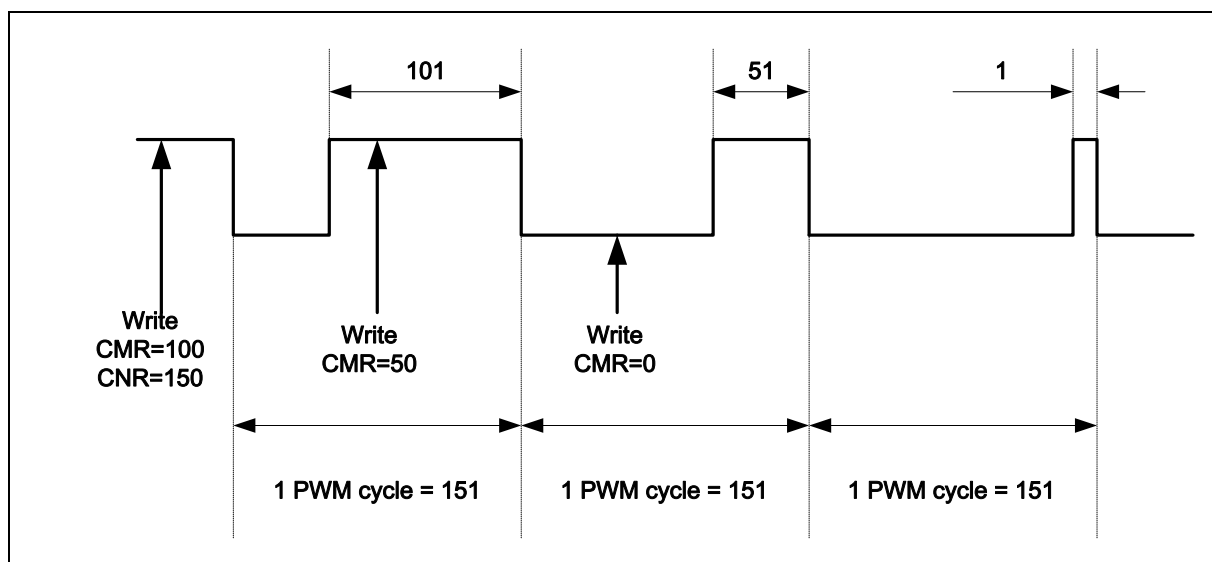 101
51
1
Write
CMR=100
CNR=150
Write
CMR=50
Write
CMR=0
1 PWM cycle = 151
1 PWM cycle = 151
1 PWM cycle = 151